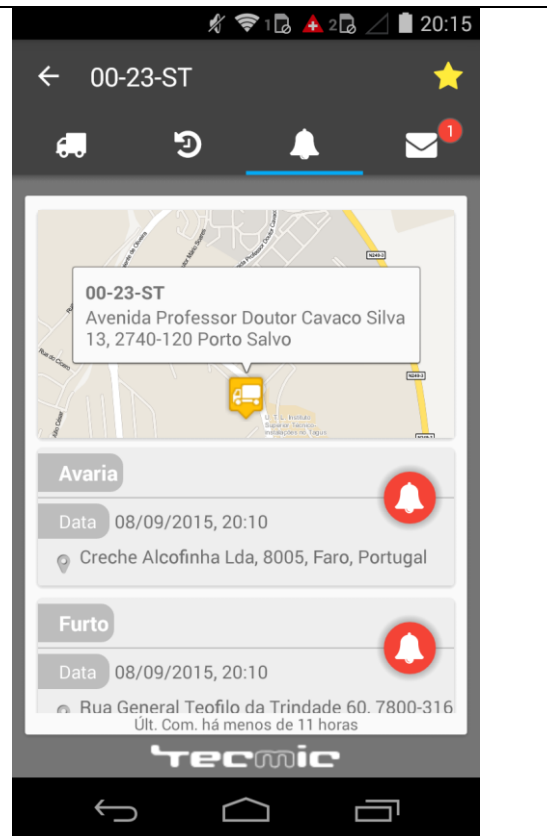 1 2 20:15
00-23-ST
1
00-23-ST
Avenida Professor Doutor Cavaco Silva
13, 2740-120 Porto Salvo
Avaria
Data 08/09/2015, 20:10
Creche Alcofinha Lda, 8005, Faro, Portugal
Furto
Data 08/09/2015, 20:10
Rua General Teofilo da Trindade 60, 7800-316
Últ. Com. há menos de 11 horas
Tecmic